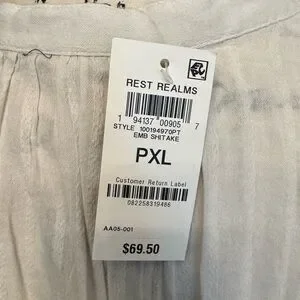 REST REALMS
1 94137 00905 7
STYLE 100194970PT
EMB SHITAKE
PXL
Customer Return Label
082258319486
AA05-001
$69.50